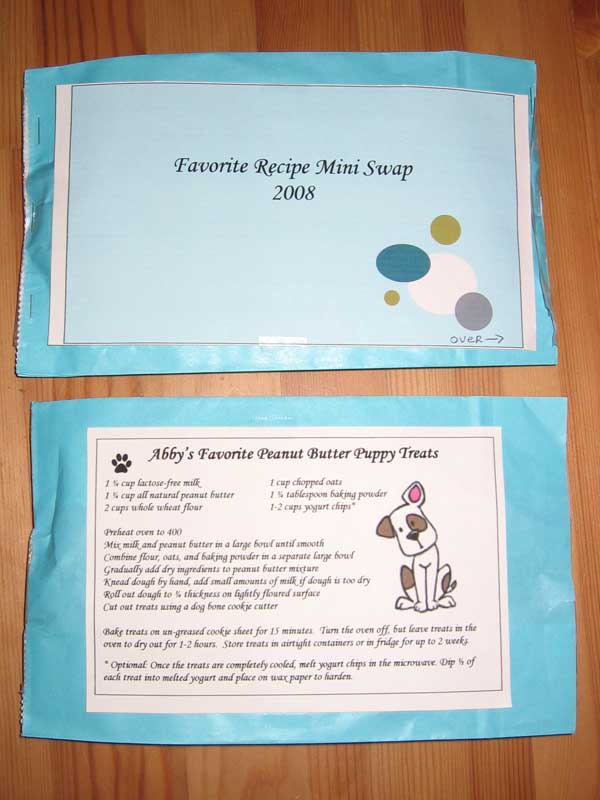 Favorite Recipe Mini Swap
2008
OVER →
Abby's Favorite Peanut Butter Puppy Treats
1 ¼ cup lactose-free milk
1 ¼ cup all natural peanut butter
2 cups whole wheat flour
1 cup chopped oats
1 ¾ tablespoon baking powder
1-2 cups yogurt chips*
Preheat oven to 400
Mix milk and peanut butter in a large bowl until smooth
Combine flour, oats, and baking powder in a separate large bowl
Gradually add dry ingredients to peanut butter mixture
Knead dough by hand, add small amounts of milk if dough is too dry
Roll out dough to ¼ thickness on lightly floured surface
Cut out treats using a dog bone cookie cutter
Bake treats on un-greased cookie sheet for 15 minutes. Turn the oven off, but leave treats in the
oven to dry out for 1-2 hours. Store treats in airtight containers or in fridge for up to 2 weeks.
* Optional: Once the treats are completely cooled, melt yogurt chips in the microwave. Dip ½ of
each treat into melted yogurt and place on wax paper to harden.